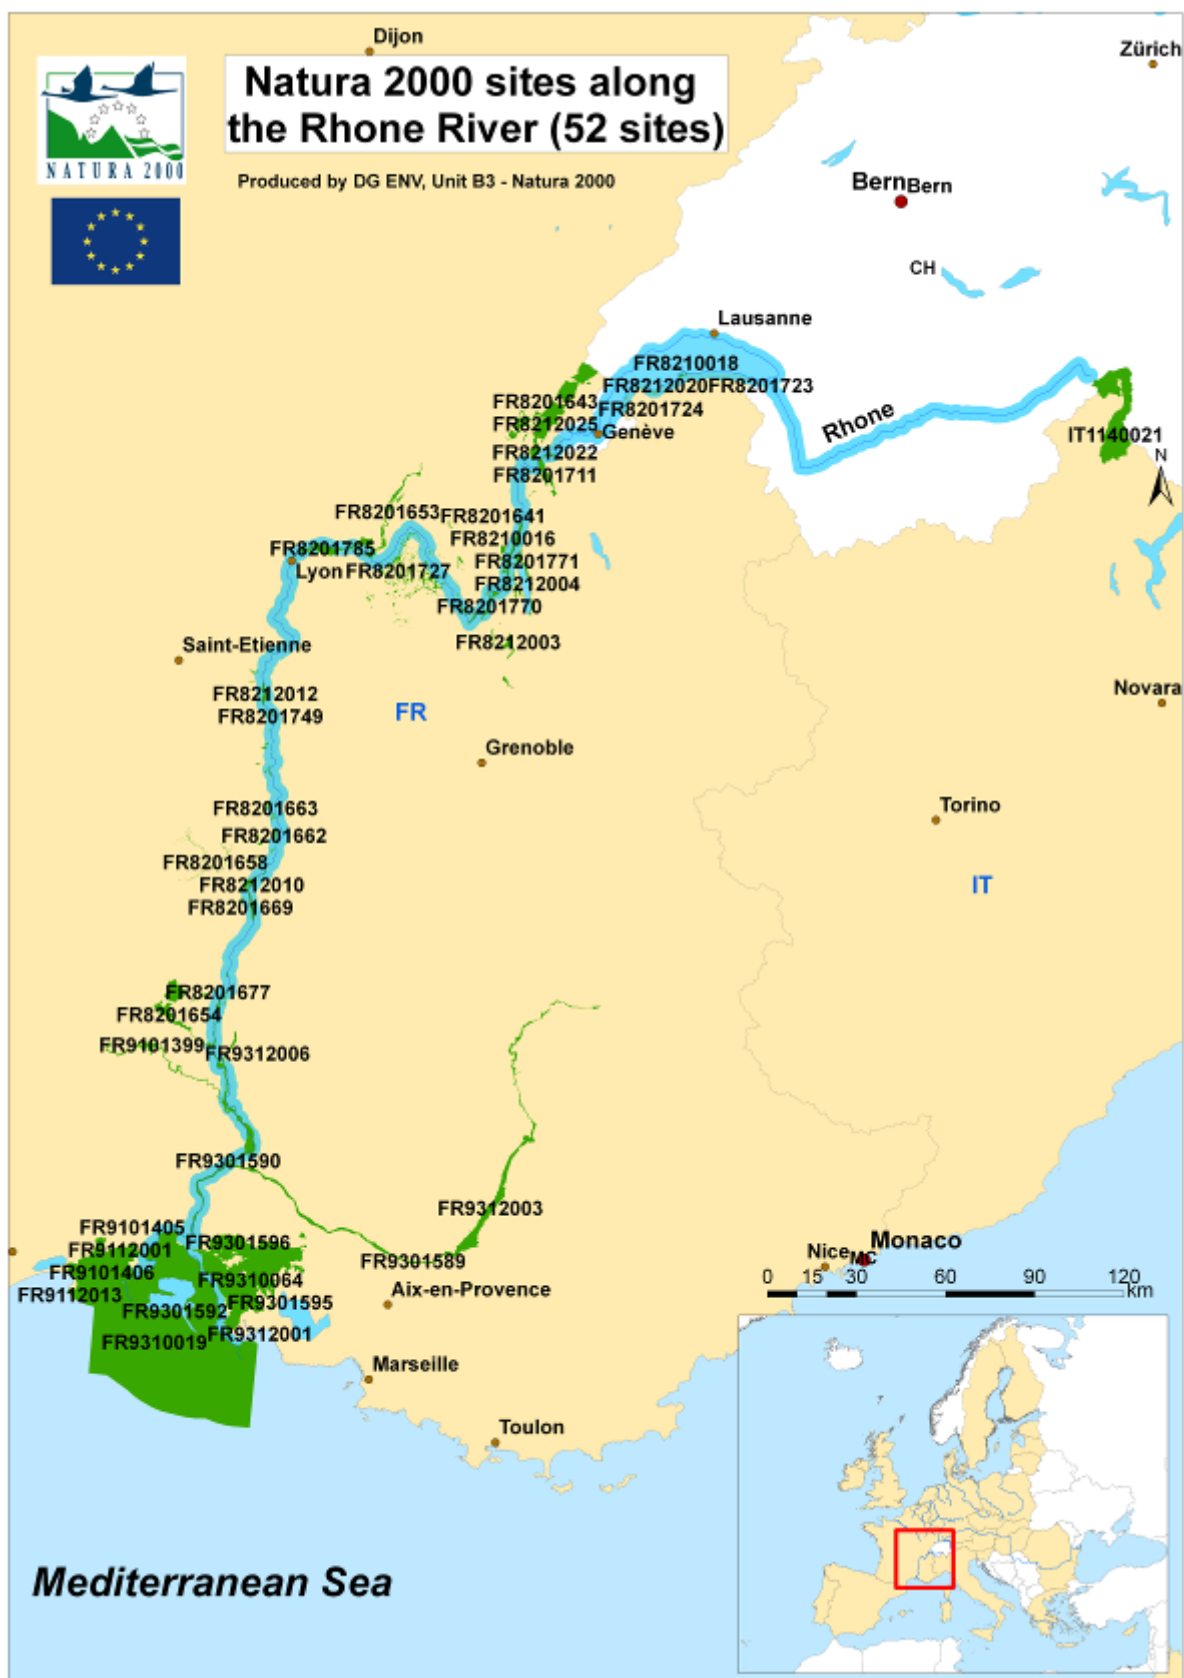 Dijon
Zürich
Natura 2000 sites along
the Rhone River (52 sites)
NATURA 2000
Produced by DG ENV, Unit B3 - Natura 2000
Bern Bern
CH
Lausanne
FR8210018
FR8212020 FR8201723
FR8201643
FR8201724
FR8212025
Genève
Rhone
IT1140021
N
FR8212022
FR8201711
FR8201653
FR8201641
FR8210016
FR8201785
FR8201771
Lyon
FR8201727
FR8212004
FR8201770
FR8212003
Saint-Etienne
FR8212012
FR8201749
FR
Novara
Grenoble
FR8201663
Torino
FR8201662
FR8201658
FR8212010
IT
FR8201669
FR8201677
FR8201654
FR9101399
FR9312006
FR9301590
FR9312003
FR9101405
FR9301596
FR9112001
Monaco
Nice
MC
FR9301589
FR9101406
FR9310064
FR9112013
FR9301595
FR9301592
Aix-en-Provence
0 15 30 60 90 120
km
FR9312001
FR9310019
Marseille
Toulon
Mediterranean Sea